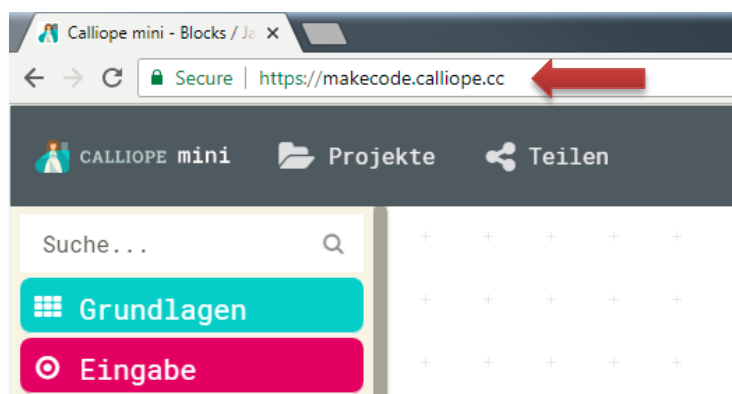 Calliope mini - Blocks / Ja
Secure | https://makecode.calliope.cc
CALLIOPE mini Projekte Teilen
Suche...
Grundlagen
Eingabe